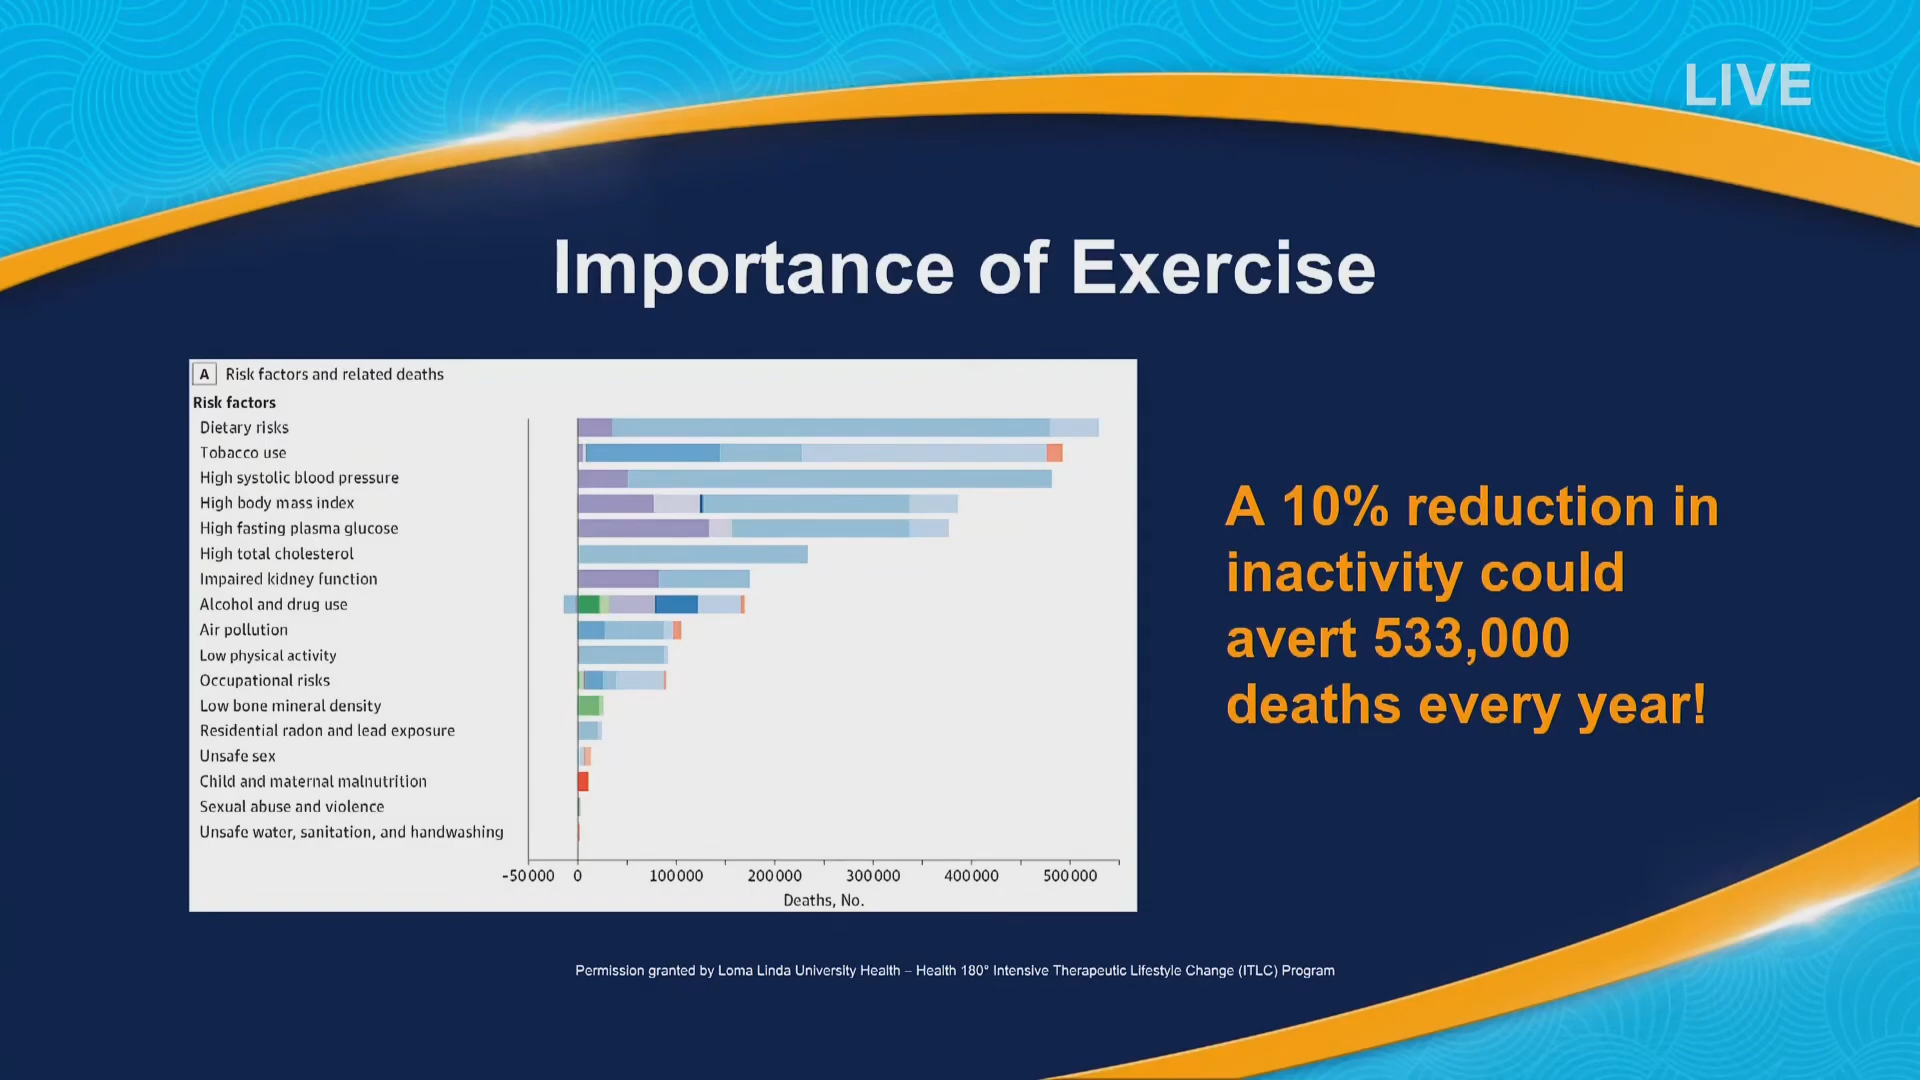 LIVE
Importance of Exercise
A Risk factors and related deaths
Risk factors
Dietary risks
Tobacco use
High systolic blood pressure
High body mass index
High fasting plasma glucose
High total cholesterol
Impaired kidney function
Alcohol and drug use
Air pollution
Low physical activity
Occupational risks
Low bone mineral density
Residential radon and lead exposure
Unsafe sex
Child and maternal malnutrition
Sexual abuse and violence
Unsafe water, sanitation, and handwashing
-50000 0 100000 200000 300000 400000 500000
Deaths, No.
A 10% reduction in
inactivity could
avert 533,000
deaths every year!
Permission granted by Loma Linda University Health – Health 180° Intensive Therapeutic Lifestyle Change (ITLC) Program